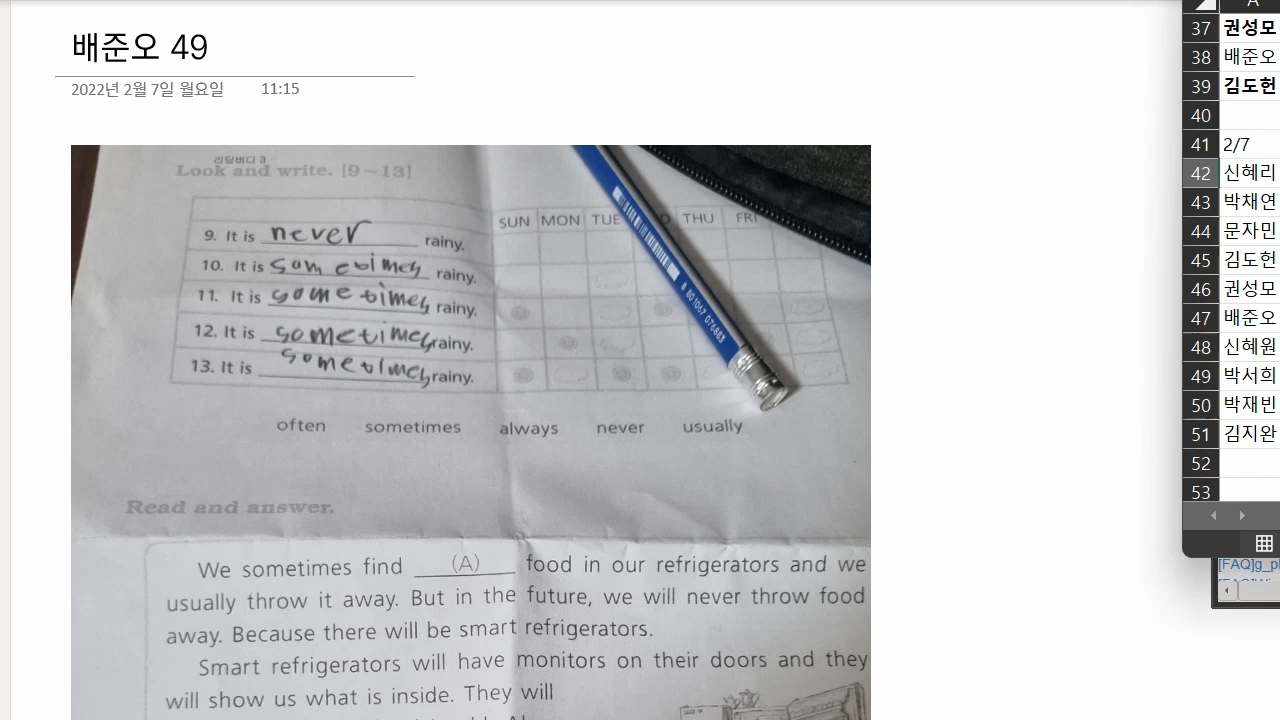 배준오 49
2022년 2월 7일 월요일 11:15
리딩버디 3
Look and write. [9~13]
SUN MON TUE THU FRI
9. It is never rainy.
10. It is som etimes rainy.
11. It is sometimes rainy.
12. It is sometimes rainy.
13. It is sometimes rainy.
often sometimes always never usually
Read and answer.
We sometimes find (A) food in our refrigerators and we
usually throw it away. But in the future, we will never throw food
away. Because there will be smart refrigerators.
Smart refrigerators will have monitors on their doors and they
will show us what is inside. They will
8 801067 076683
A
37 권성모
38 배준오
39 김도헌
40
41 2/7
42 신혜리
43 박채연
44 문자민
45 김도헌
46 권성모
47 배준오
48 신혜원
49 박서희
50 박재빈
51 김지완
52
53